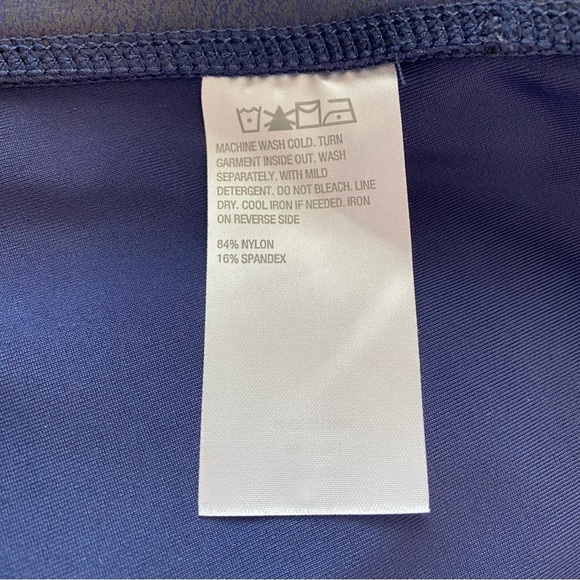 MACHINE WASH COLD. TURN
GARMENT INSIDE OUT. WASH
SEPARATELY. WITH MILD
DETERGENT. DO NOT BLEACH. LINE
DRY. COOL IRON IF NEEDED. IRON
ON REVERSE SIDE
84% NYLON
16% SPANDEX